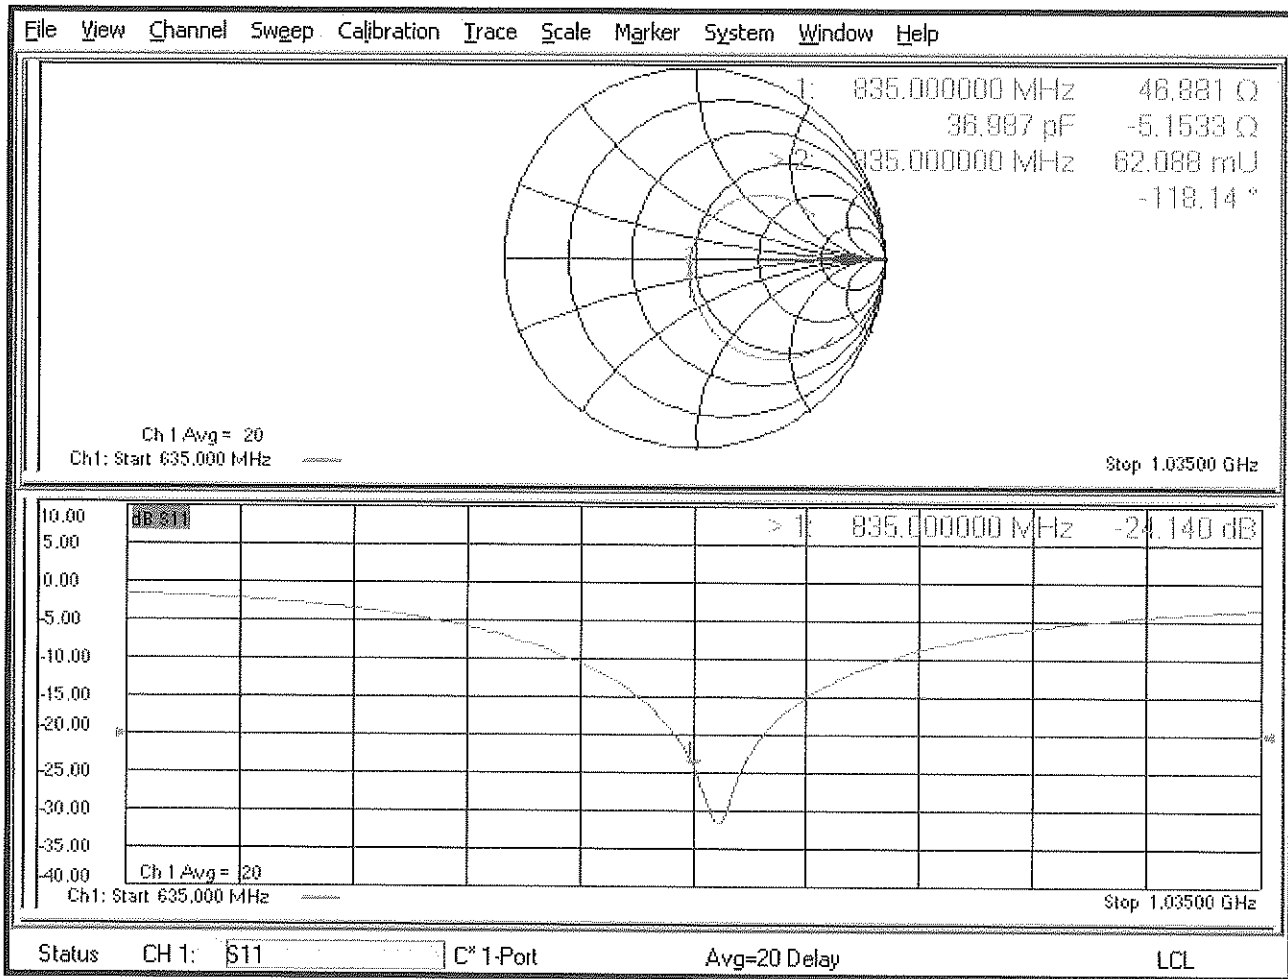 File View Channel Sweep Calibration Trace Scale Marker System Window Help
1: 835.000000 MHz 46.881 Ω
36.987 pF -5.1533 Ω
> 2: 835.000000 MHz 62.088 mU
-118.14 °
Ch 1 Avg = 20
Ch1: Start 635.000 MHz
Stop 1.03500 GHz
10.00
dB S11
> 1: 835.000000 MHz -24.140 dB
5.00
0.00
-5.00
-10.00
-15.00
-20.00
-25.00
-30.00
-35.00
-40.00
Ch 1 Avg = 20
Ch1: Start 635.000 MHz
Stop 1.03500 GHz
Status CH 1: S11 C* 1-Port Avg=20 Delay LCL